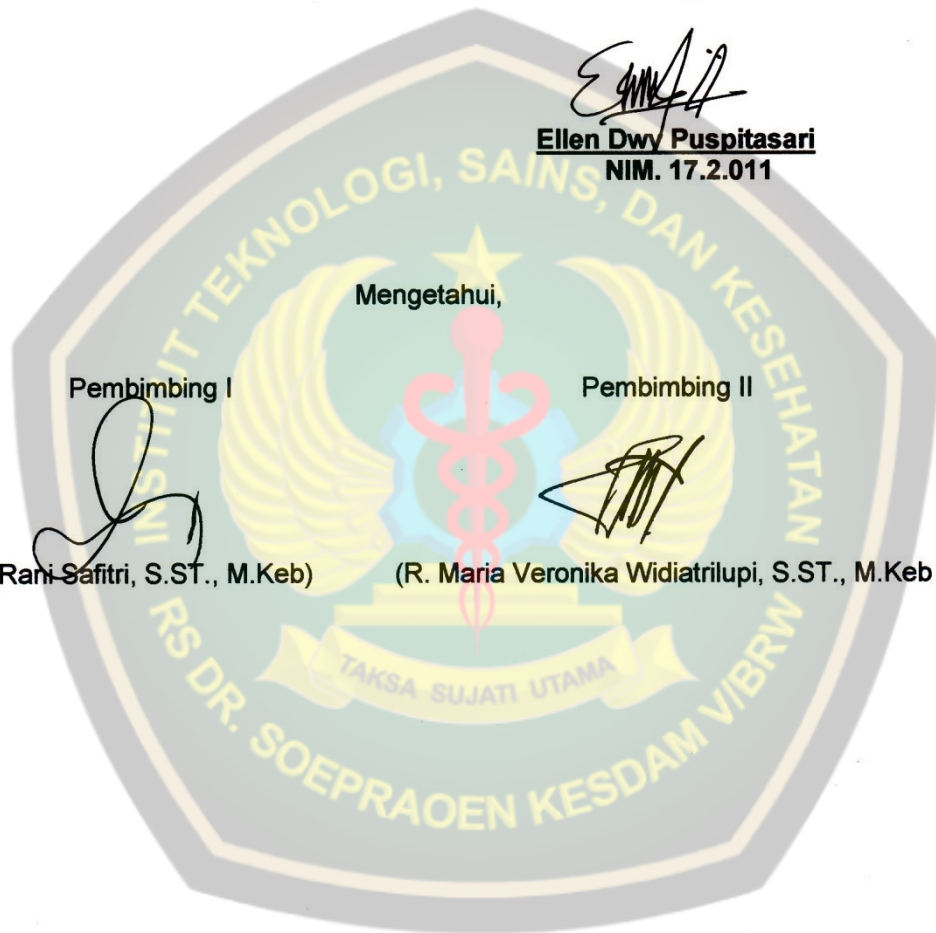 Ellen Dwy Puspitasari
NIM. 17.2.011
Mengetahui,
Pembimbing I
Pembimbing II
Rani Safitri, S.ST., M.Keb)
(R. Maria Veronika Widiatrilupi, S.ST., M.Keb
INSTITUT TEKNOLOGI, SAINS, DAN KESEHATAN
RS DR. SOEPRAOEN KESDAM V/BRW
TAKSA SUJATI UTAMA